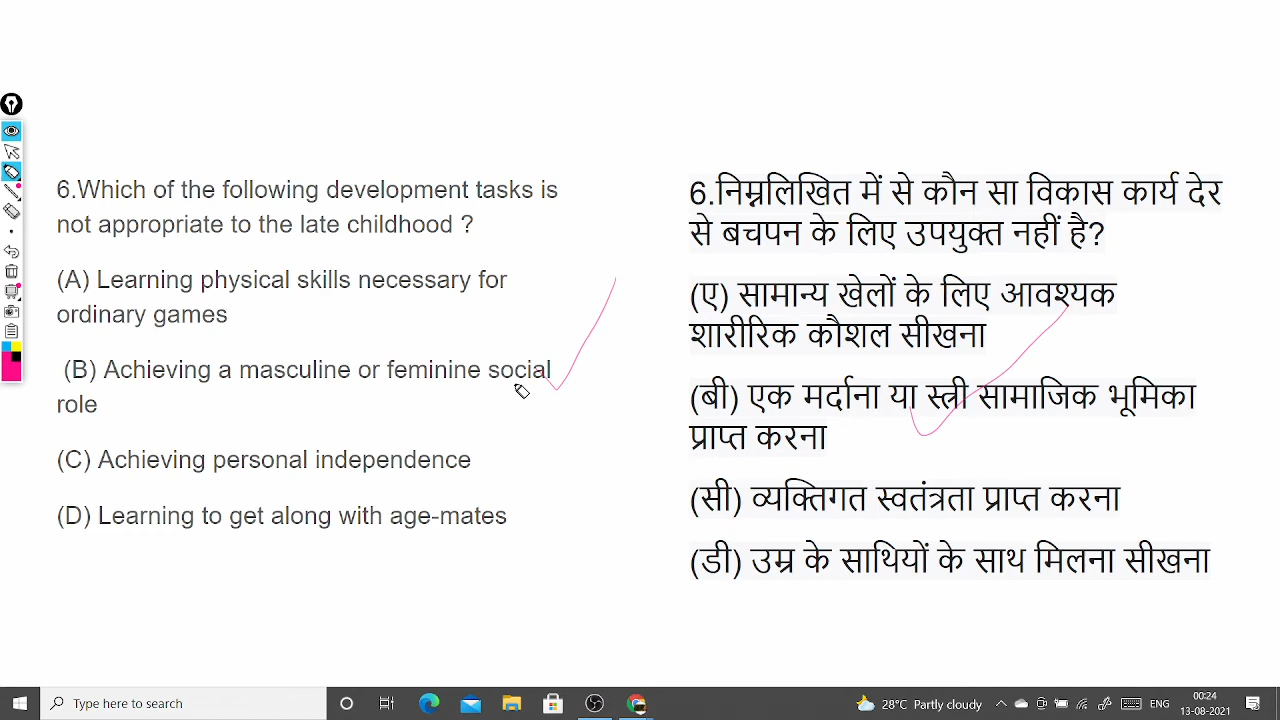 6.Which of the following development tasks is
not appropriate to the late childhood ?
(A) Learning physical skills necessary for
ordinary games
(B) Achieving a masculine or feminine social
role
(C) Achieving personal independence
(D) Learning to get along with age-mates
6.निम्नलिखित में से कौन सा विकास कार्य देर
से बचपन के लिए उपयुक्त नहीं है?
(ए) सामान्य खेलों के लिए आवश्यक
शारीरिक कौशल सीखना
(बी) एक मर्दाना या स्त्री सामाजिक भूमिका
प्राप्त करना
(सी) व्यक्तिगत स्वतंत्रता प्राप्त करना
(डी) उम्र के साथियों के साथ मिलना सीखना
Type here to search
28°C Partly cloudy
ENG
00:24
13-08-2021